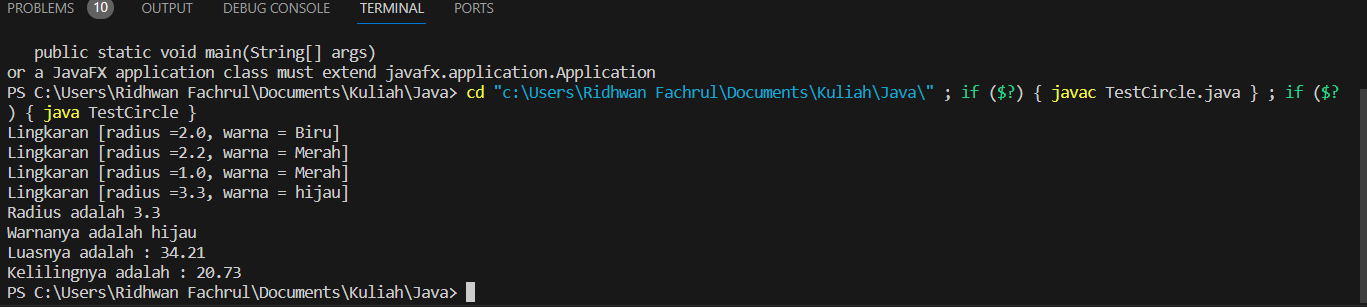 PROBLEMS 10 OUTPUT DEBUG CONSOLE TERMINAL PORTS
public static void main(String[] args)
or a JavaFX application class must extend javafx.application.Application
PS C:\Users\Ridhwan Fachrul\Documents\Kuliah\Java> cd "c:\Users\Ridhwan Fachrul\Documents\Kuliah\Java\" ; if ($?) { javac TestCircle.java } ; if ($?
) { java TestCircle }
Lingkaran [radius =2.0, warna = Biru]
Lingkaran [radius =2.2, warna = Merah]
Lingkaran [radius =1.0, warna = Merah]
Lingkaran [radius =3.3, warna = hijau]
Radius adalah 3.3
Warnanya adalah hijau
Luasnya adalah : 34.21
Kelilingnya adalah : 20.73
PS C:\Users\Ridhwan Fachrul\Documents\Kuliah\Java>